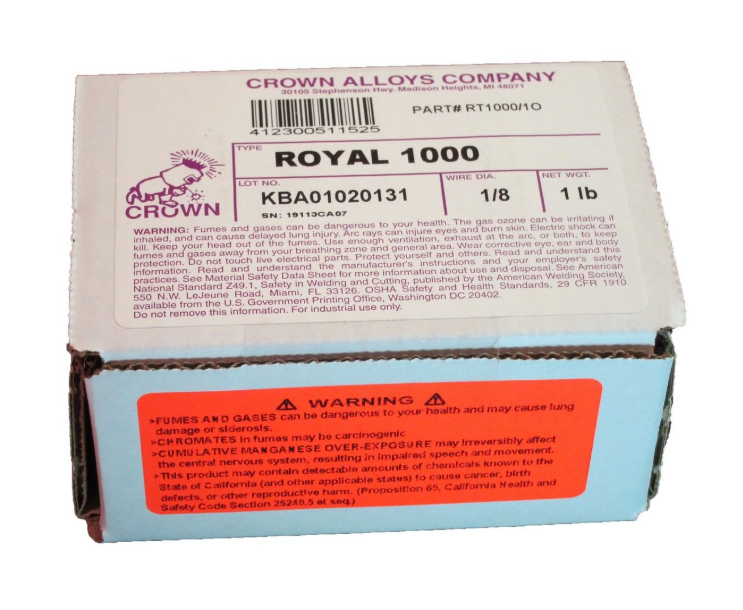 CROWN ALLOYS COMPANY
30105 Stephenson Hwy. Madison Heights, MI 48071
PART# RT1000/1O
412300511525
TYPE
ROYAL 1000
LOT NO.
KBA01020131
SN: 19113CA07
WIRE DIA.
1/8
NET WGT.
1 lb
CROWN
WARNING: Fumes and gases can be dangerous to your health. The gas ozone can be irritating if
inhaled, and can cause delayed lung injury. Arc rays can injure eyes and burn skin. Electric shock can
kill. Keep your head out of the fumes. Use enough ventilation, exhaust at the arc, or both, to keep
fumes and gases away from your breathing zone and general area. Wear corrective eye, ear and body
protection. Do not touch live electrical parts. Protect yourself and others. Read and understand this
information. Read and understand the manufacturer's instructions and your employer's safety
practices. See Material Safety Data Sheet for more information about use and disposal. See American
National Standard Z49.1, Safety in Welding and Cutting, published by the American Welding Society,
550 N.W. LeJeune Road, Miami, FL 33126. OSHA Safety and Health Standards, 29 CFR 1910
available from the U.S. Government Printing Office, Washington DC 20402.
Do not remove this information. For industrial use only.
WARNING
>FUMES AND GASES can be dangerous to your health and may cause lung
damage or siderosis.
>CHROMATES in fumes may be carcinogenic
>CUMULATIVE MANGANESE OVER-EXPOSURE may irreversibly affect
the central nervous system, resulting in impaired speech and movement.
>This product may contain detectable amounts of chemicals known to the
State of California (and other applicable states) to cause cancer, birth
defects, or other reproductive harm. (Proposition 65, California Health and
Safety Code Section 25249.5 et seq.)